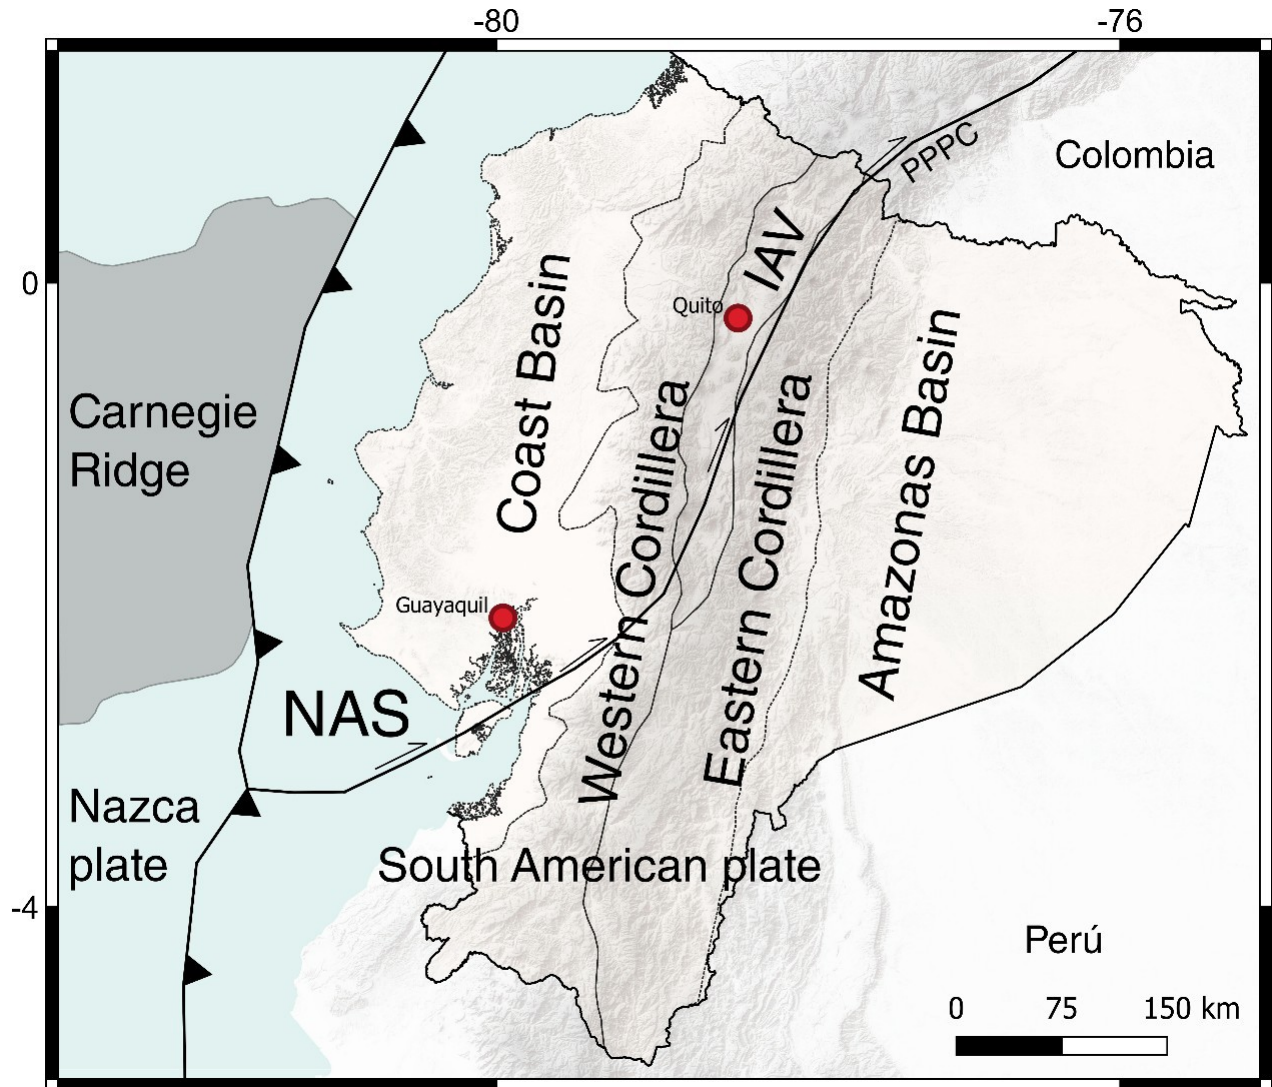 -80
-76
Colombia
PPPC
IAV
0
Quito
Coast Basin
Carnegie
Ridge
Western Cordillera
Eastern Cordillera
Amazonas Basin
Guayaquil
NAS
Nazca
plate
South American plate
-4
Perú
0 75 150 km